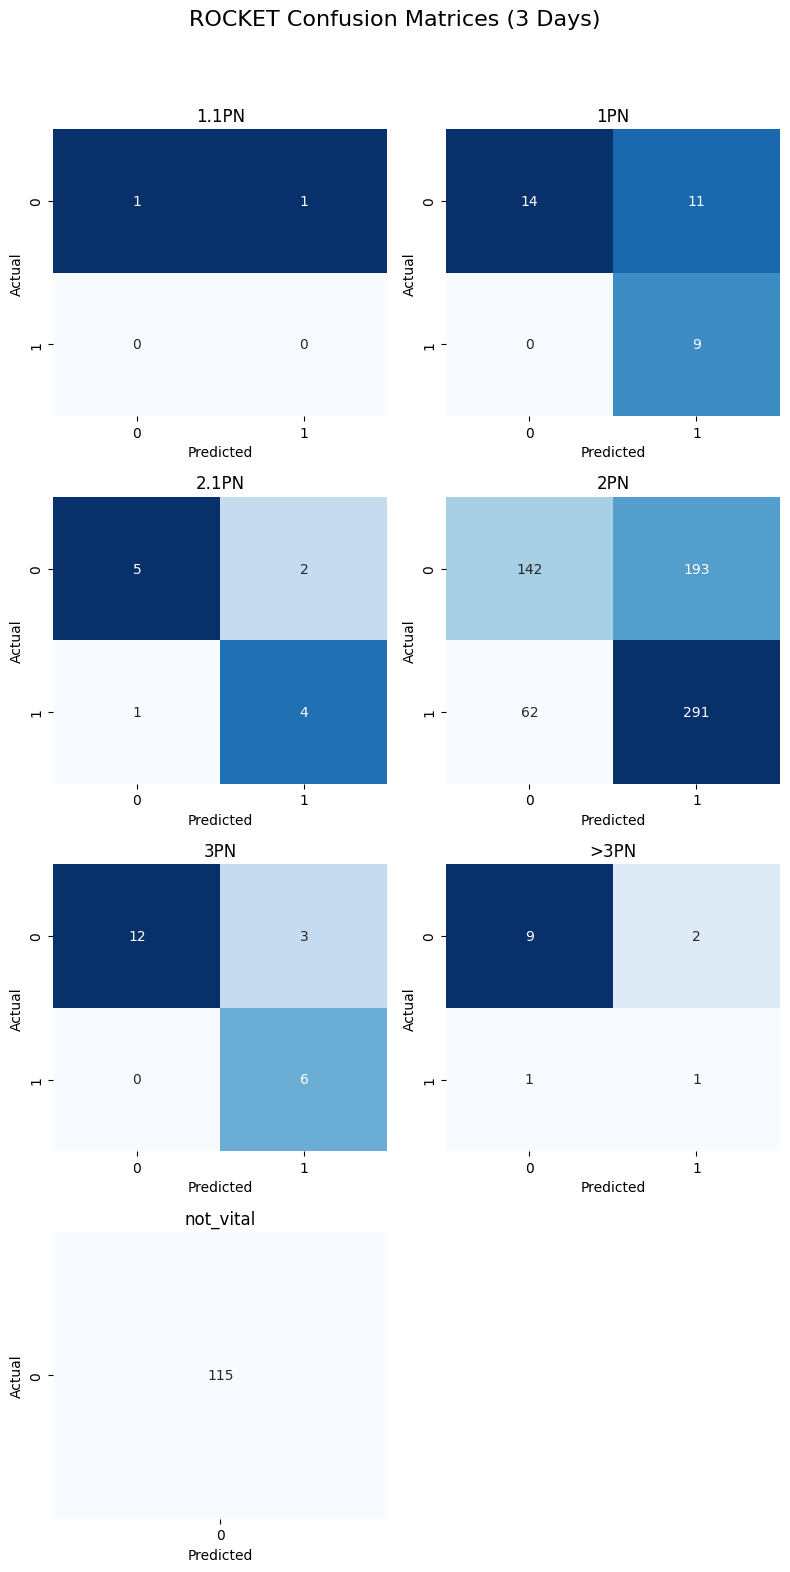 ROCKET Confusion Matrices (3 Days)
1.1PN
0
1
1
Actual
1
0
0
0
1
Predicted
1PN
0
14
11
Actual
1
0
9
0
1
Predicted
2.1PN
0
5
2
Actual
1
1
4
0
1
Predicted
2PN
0
142
193
Actual
1
62
291
0
1
Predicted
3PN
0
12
3
Actual
1
0
6
0
1
Predicted
>3PN
0
9
2
Actual
1
1
1
0
1
Predicted
not_vital
115
Actual
0
0
Predicted